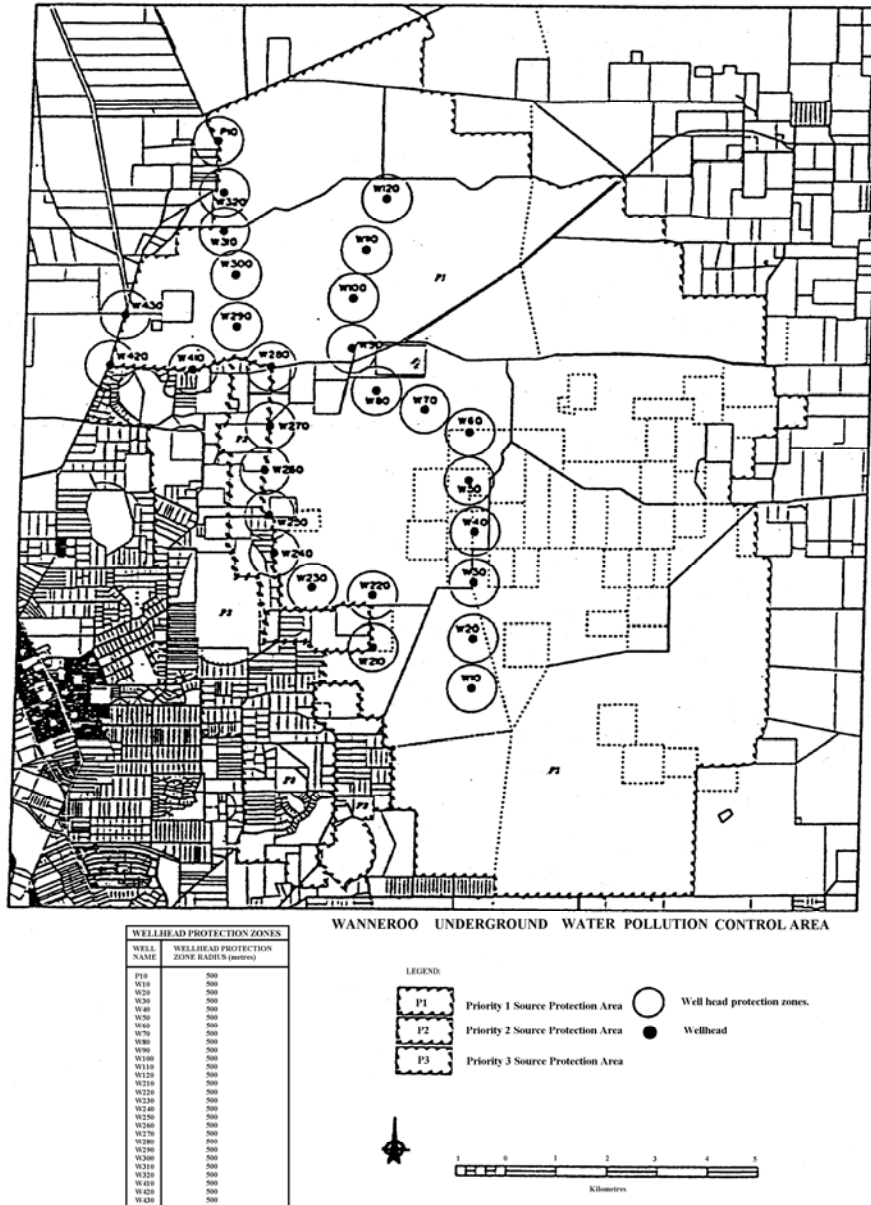 P10
W320
W120
W310
W110
W300
P1
W100
W430
W290
W90
W420
W410
W280
W80
W70
W270
W60
W260
W50
W250
W40
W240
W230
W220
W30
W20
W210
W10
WANNEROO UNDERGROUND WATER POLLUTION CONTROL AREA
WELLHEAD PROTECTION ZONES
WELL NAME WELLHEAD PROTECTION ZONE RADIUS (metres)
P10 500
W10 500
W20 500
W30 500
W40 500
W50 500
W60 500
W70 500
W80 500
W90 500
W100 500
W110 500
W120 500
W210 500
W220 500
W230 500
W240 500
W250 500
W260 500
W270 500
W280 500
W290 500
W300 500
W310 500
W320 500
W410 500
W420 500
W430 500
LEGEND:
P1 Priority 1 Source Protection Area
Well head protection zones.
P2 Priority 2 Source Protection Area
Wellhead
P3 Priority 3 Source Protection Area
1 0 1 2 3 4 5
Kilometres